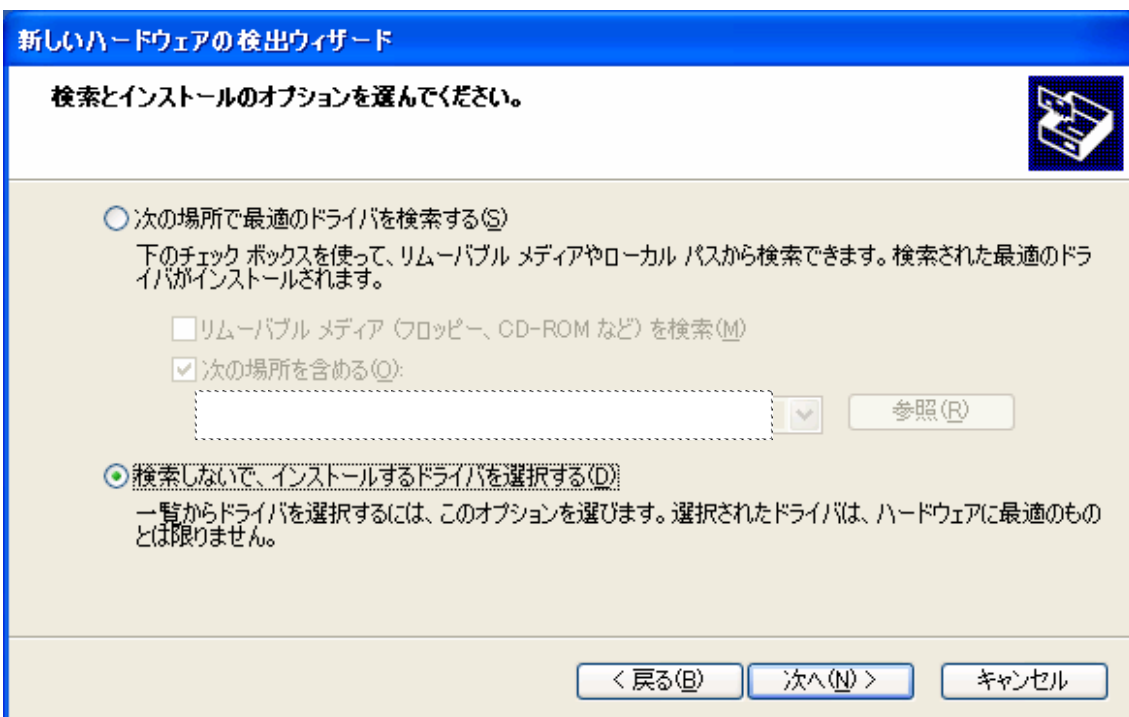 新しいハードウェアの検出ウィザード
検索とインストールのオプションを選んでください。
次の場所で最適のドライバを検索する(S)
下のチェック ボックスを使って、リムーバブル メディアやローカル パスから検索できます。検索された最適のドラ
イバがインストールされます。
リムーバブル メディア (フロッピー、CD-ROM など) を検索(M)
次の場所を含める(O):
参照(R)
検索しないで、インストールするドライバを選択する(D)
一覧からドライバを選択するには、このオプションを選びます。選択されたドライバは、ハードウェアに最適のもの
とは限りません。
< 戻る(B) 次へ(N) > キャンセル